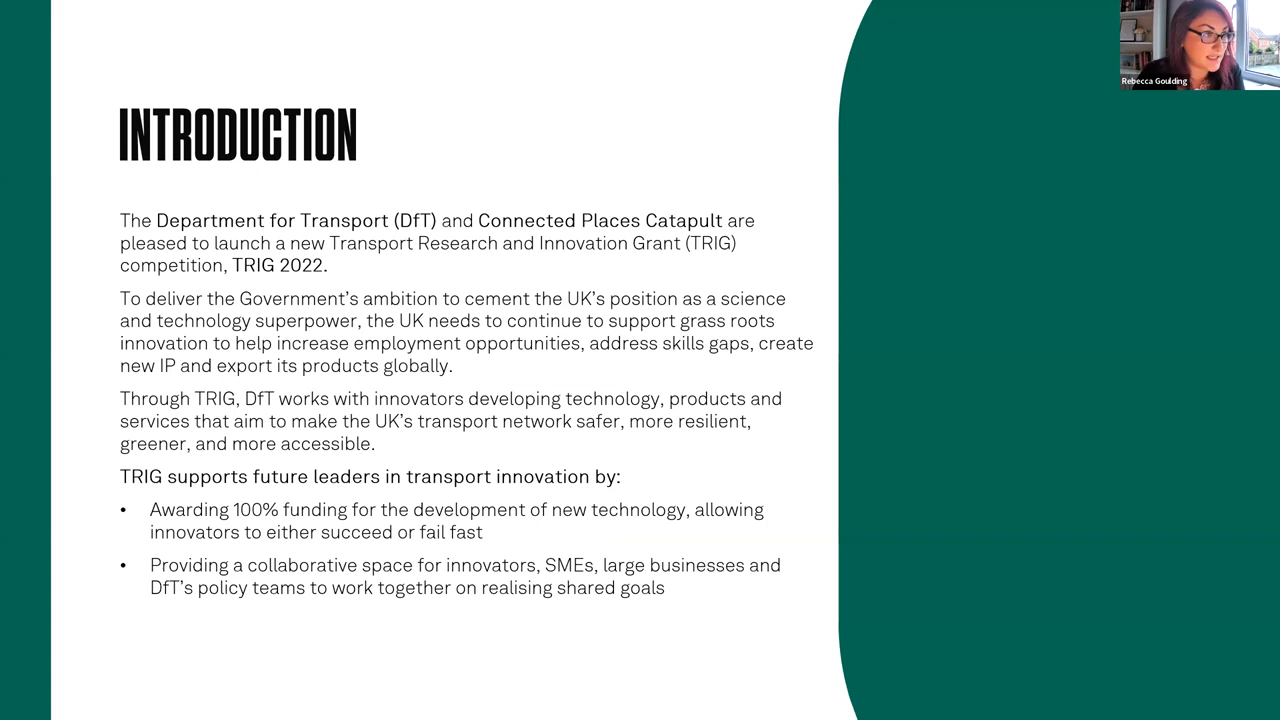 INTRODUCTION
The Department for Transport (DfT) and Connected Places Catapult are
pleased to launch a new Transport Research and Innovation Grant (TRIG)
competition, TRIG 2022.
To deliver the Government's ambition to cement the UK's position as a science
and technology superpower, the UK needs to continue to support grass roots
innovation to help increase employment opportunities, address skills gaps, create
new IP and export its products globally.
Through TRIG, DfT works with innovators developing technology, products and
services that aim to make the UK's transport network safer, more resilient,
greener, and more accessible.
TRIG supports future leaders in transport innovation by:
• Awarding 100% funding for the development of new technology, allowing
innovators to either succeed or fail fast
• Providing a collaborative space for innovators, SMEs, large businesses and
DfT's policy teams to work together on realising shared goals
Rebecca Goulding